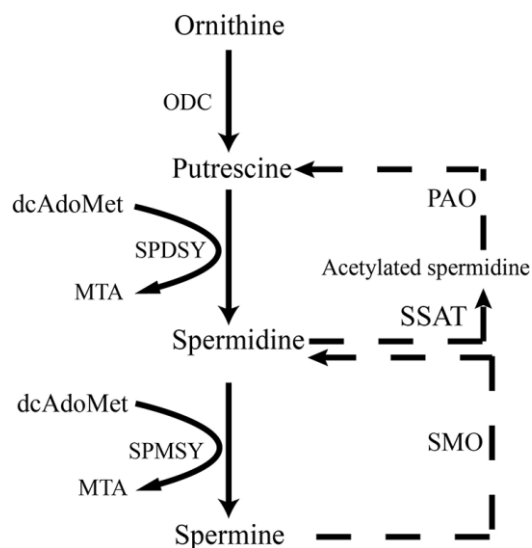 Ornithine
ODC
Putrescine
dcAdoMet
PAO
SPDSY
Acetylated spermidine
MTA
SSAT
Spermidine
dcAdoMet
SPMSY
SMO
MTA
Spermine